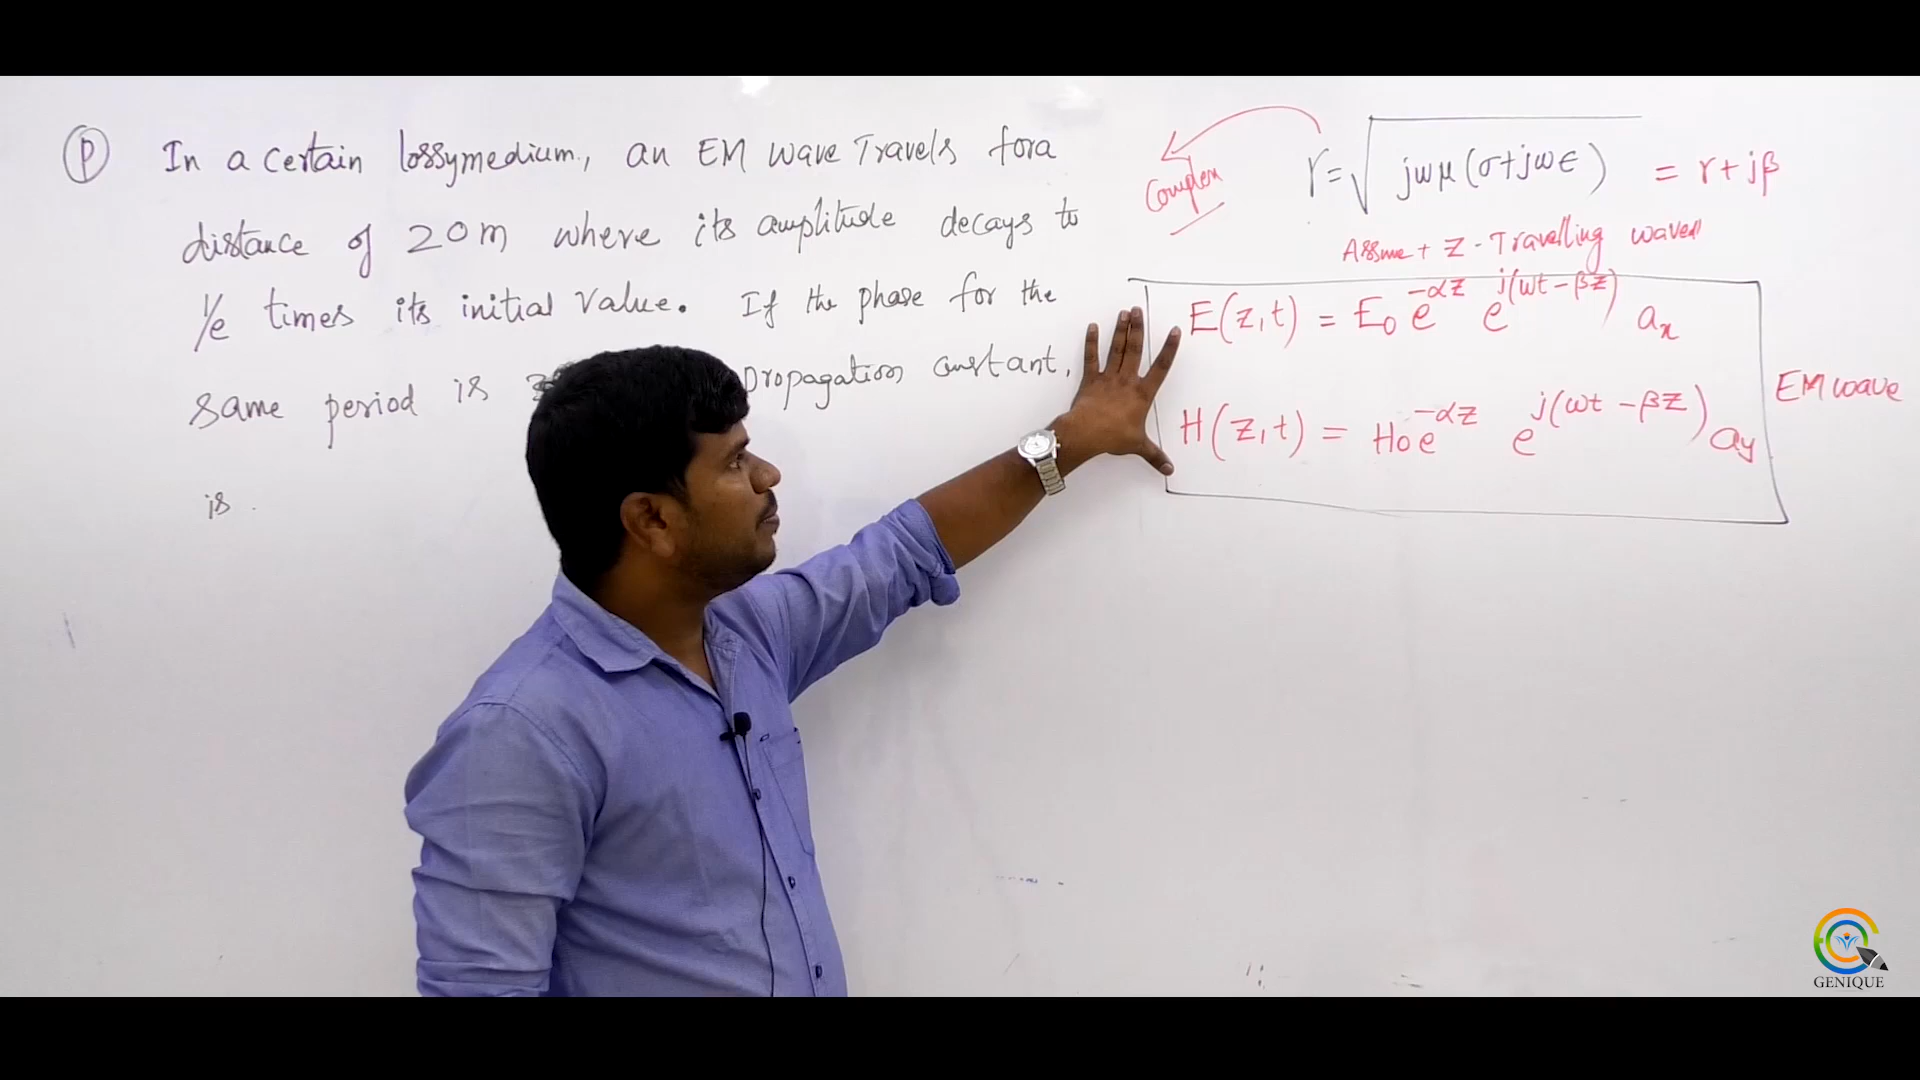 P In a certain lossymedium, an EM wave Travels for a
distance of 20m where its amplitude decays to
1/e times its initial value. If the phase for the
same period is propagation constant,
is.
Complex
γ = √jωμ(σ+jωϵ) = r + jβ
Assume + z - Travelling waves
E(z,t) = E₀ e^-αz e^j(ωt-βz) aₓ
H(z,t) = H₀ e^-αz e^j(ωt-βz) ay
EM wave
GENIQUE